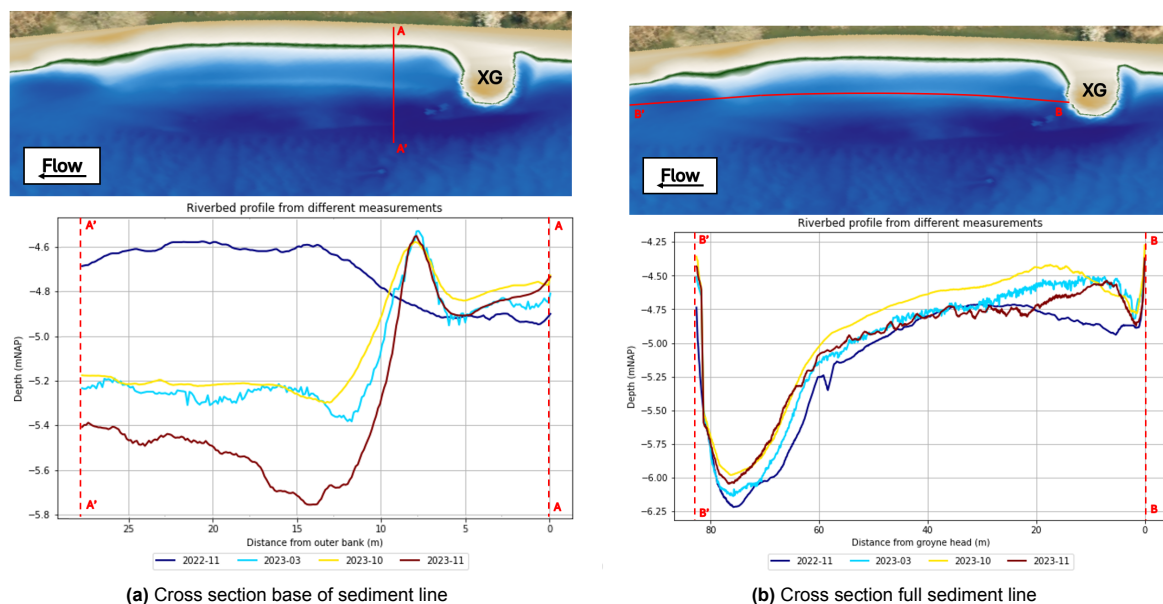 A
XG
A'
Flow
Riverbed profile from different measurements
A'
A
−4.6
−4.8
−5.0
−5.2
−5.4
−5.6
−5.8
Depth (mNAP)
A'
A
25
20
15
10
5
0
Distance from outer bank (m)
2022-11
2023-03
2023-10
2023-11
(a) Cross section base of sediment line
XG
B'
B
Flow
Riverbed profile from different measurements
B'
B
−4.25
−4.50
−4.75
−5.00
−5.25
−5.50
−5.75
−6.00
−6.25
Depth (mNAP)
B'
B
80
60
40
20
0
Distance from groyne head (m)
2022-11
2023-03
2023-10
2023-11
(b) Cross section full sediment line